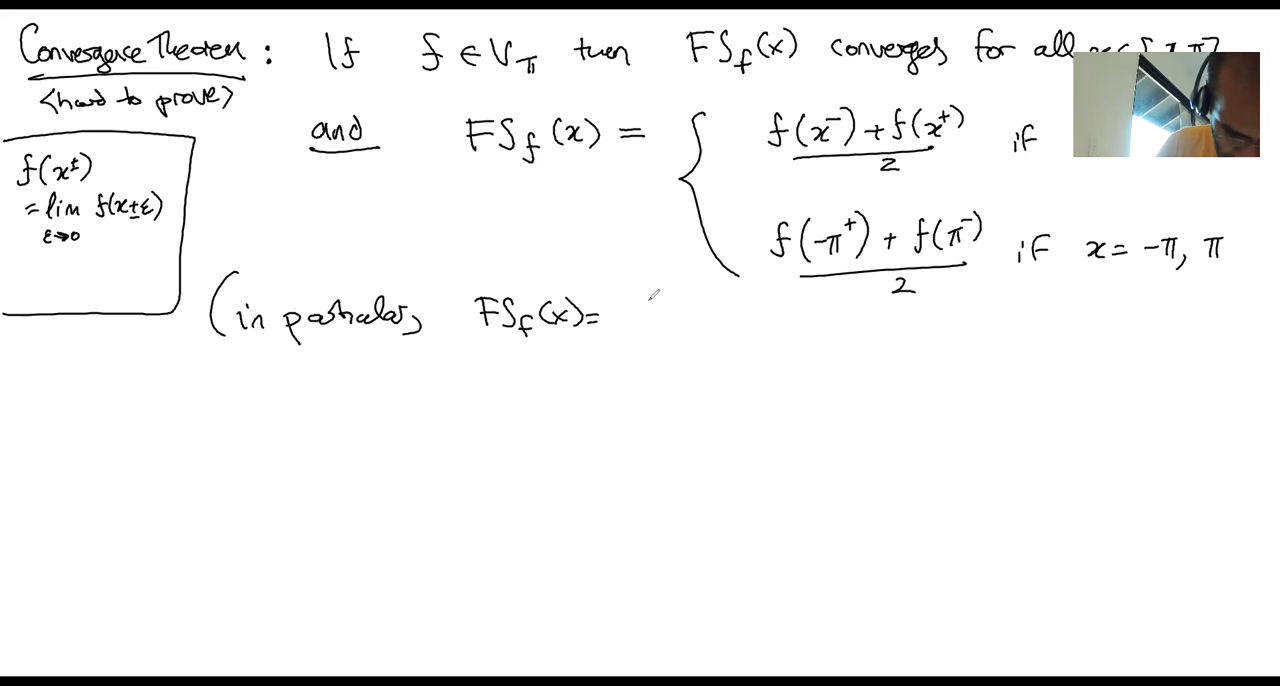 Convergence Theorem : If f ∈ V_π then FS_f(x) converges for all
<hard to prove>
and FS_f(x) = { (f(x⁻) + f(x⁺))/2 if
f(x^±)
= lim_{ε→0} f(x±ε)
(f(-π⁺) + f(π⁻))/2 if x = -π, π
(in particular, FS_f(x) =